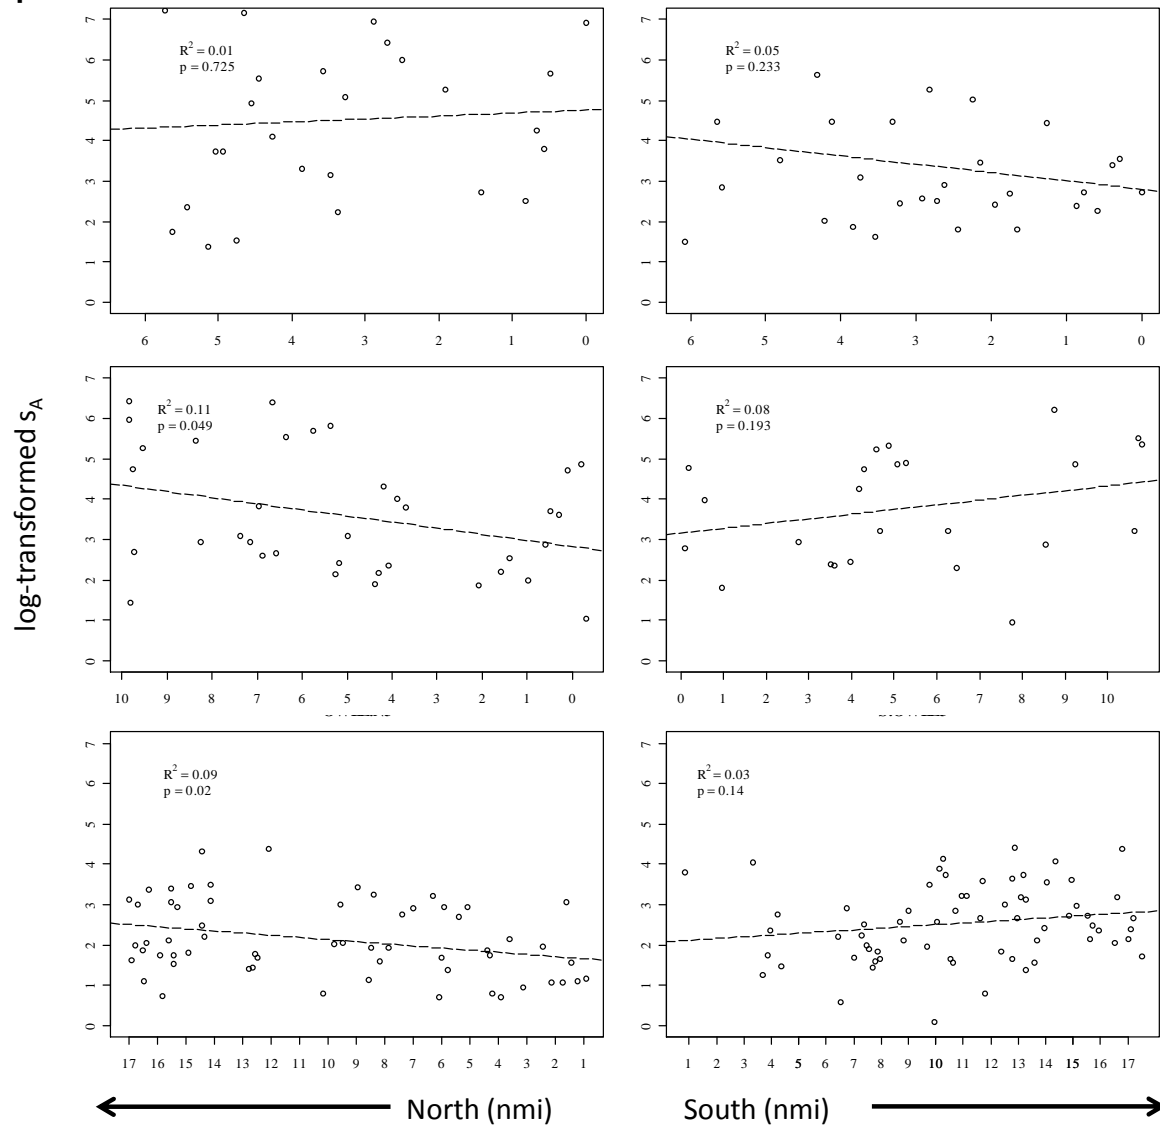 7 6 5 4 3 2 1 0
R² = 0.01
p = 0.725
6 5 4 3 2 1 0
7 6 5 4 3 2 1 0
R² = 0.05
p = 0.233
6 5 4 3 2 1 0
log-transformed sA
7 6 5 4 3 2 1 0
R² = 0.11
p = 0.049
10 9 8 7 6 5 4 3 2 1 0
7 6 5 4 3 2 1 0
R² = 0.08
p = 0.193
0 1 2 3 4 5 6 7 8 9 10
7 6 5 4 3 2 1 0
R² = 0.09
p = 0.02
17 16 15 14 13 12 11 10 9 8 7 6 5 4 3 2 1
7 6 5 4 3 2 1 0
R² = 0.03
p = 0.14
1 2 3 4 5 6 7 8 9 10 11 12 13 14 15 16 17
North (nmi)
South (nmi)